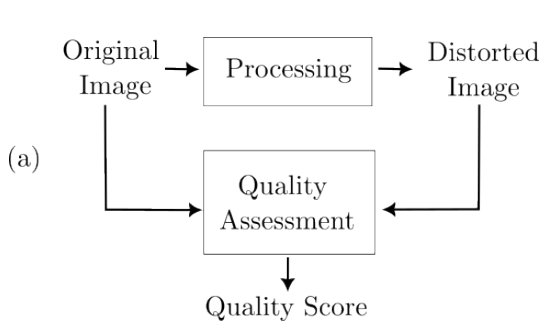 Original
Image
Processing
Distorted
Image
(a)
Quality
Assessment
Quality Score